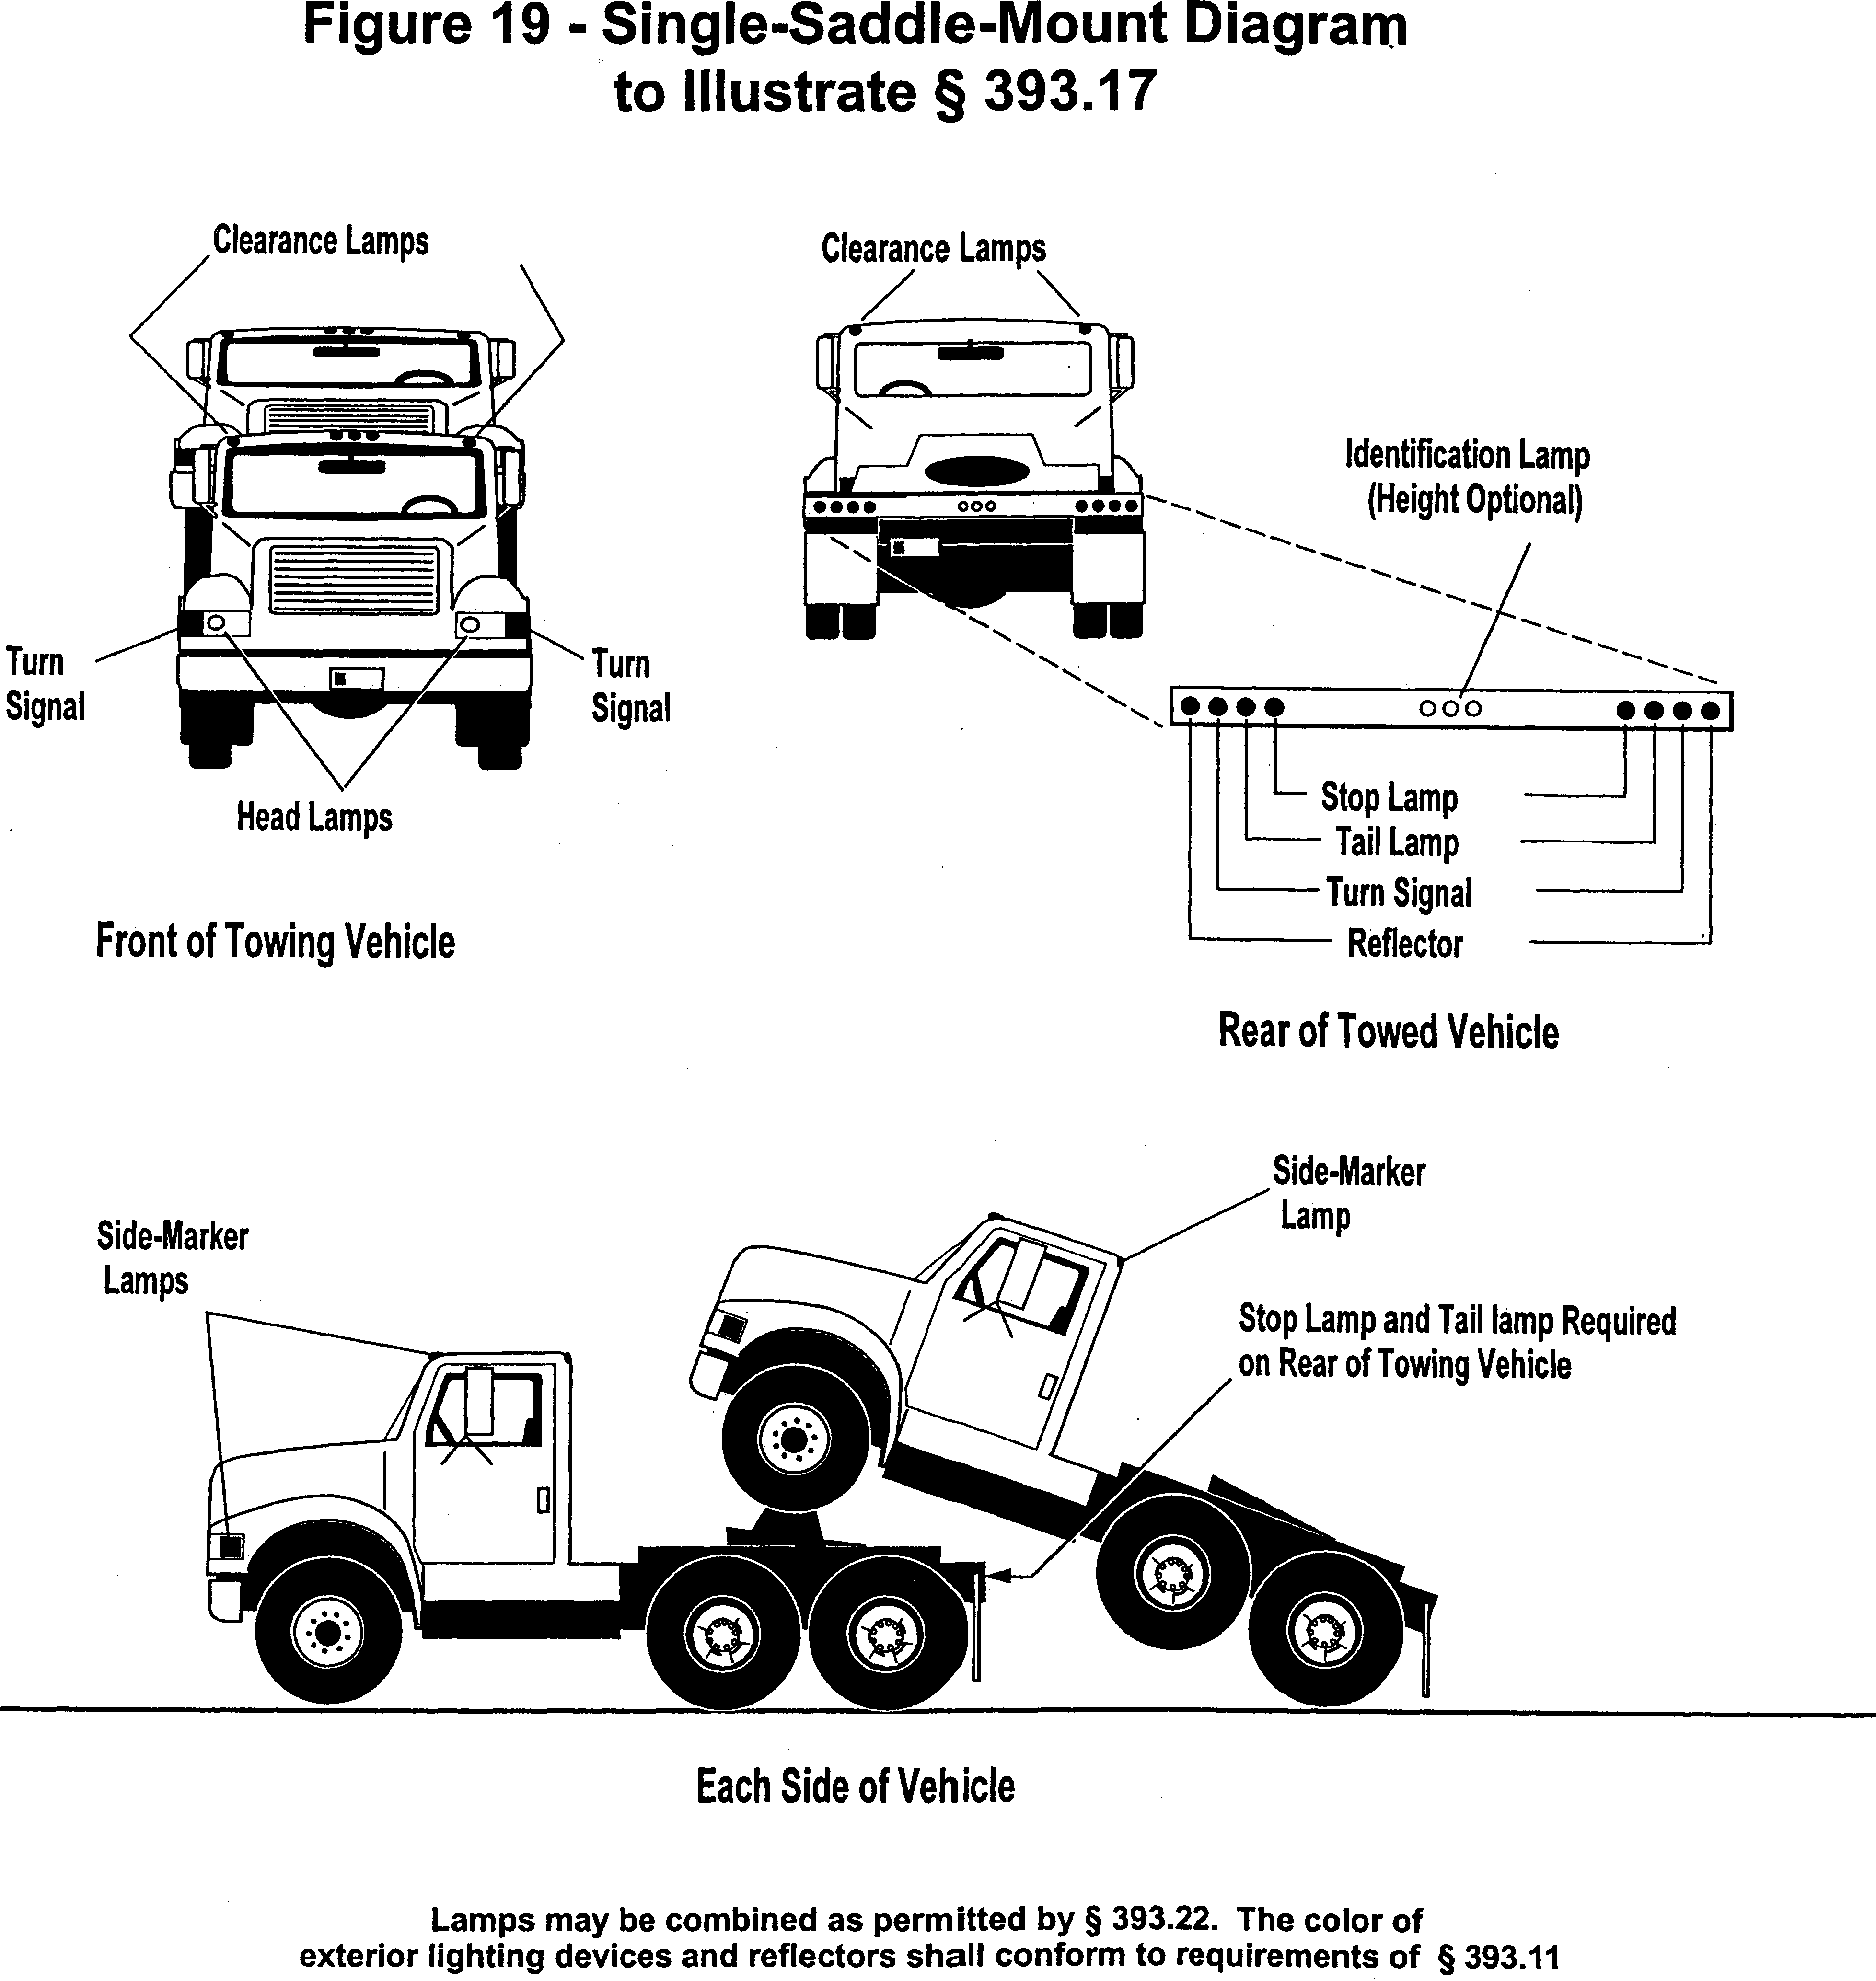 Figure 19 - Single-Saddle-Mount Diagram
to Illustrate § 393.17
Clearance Lamps
Clearance Lamps
Identification Lamp
(Height Optional)
Turn
Signal
Turn
Signal
Head Lamps
Stop Lamp
Tail Lamp
Turn Signal
Reflector
Front of Towing Vehicle
Rear of Towed Vehicle
Side-Marker
Lamp
Side-Marker
Lamps
Stop Lamp and Tail lamp Required
on Rear of Towing Vehicle
Each Side of Vehicle
Lamps may be combined as permitted by § 393.22. The color of
exterior lighting devices and reflectors shall conform to requirements of § 393.11